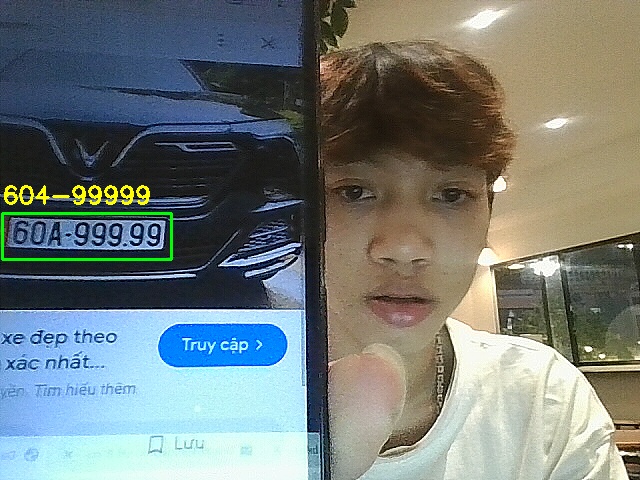 604-99999
60A-999.99
xe đẹp theo
xác nhất...
Truy cập >
Tìm hiểu thêm
Lưu